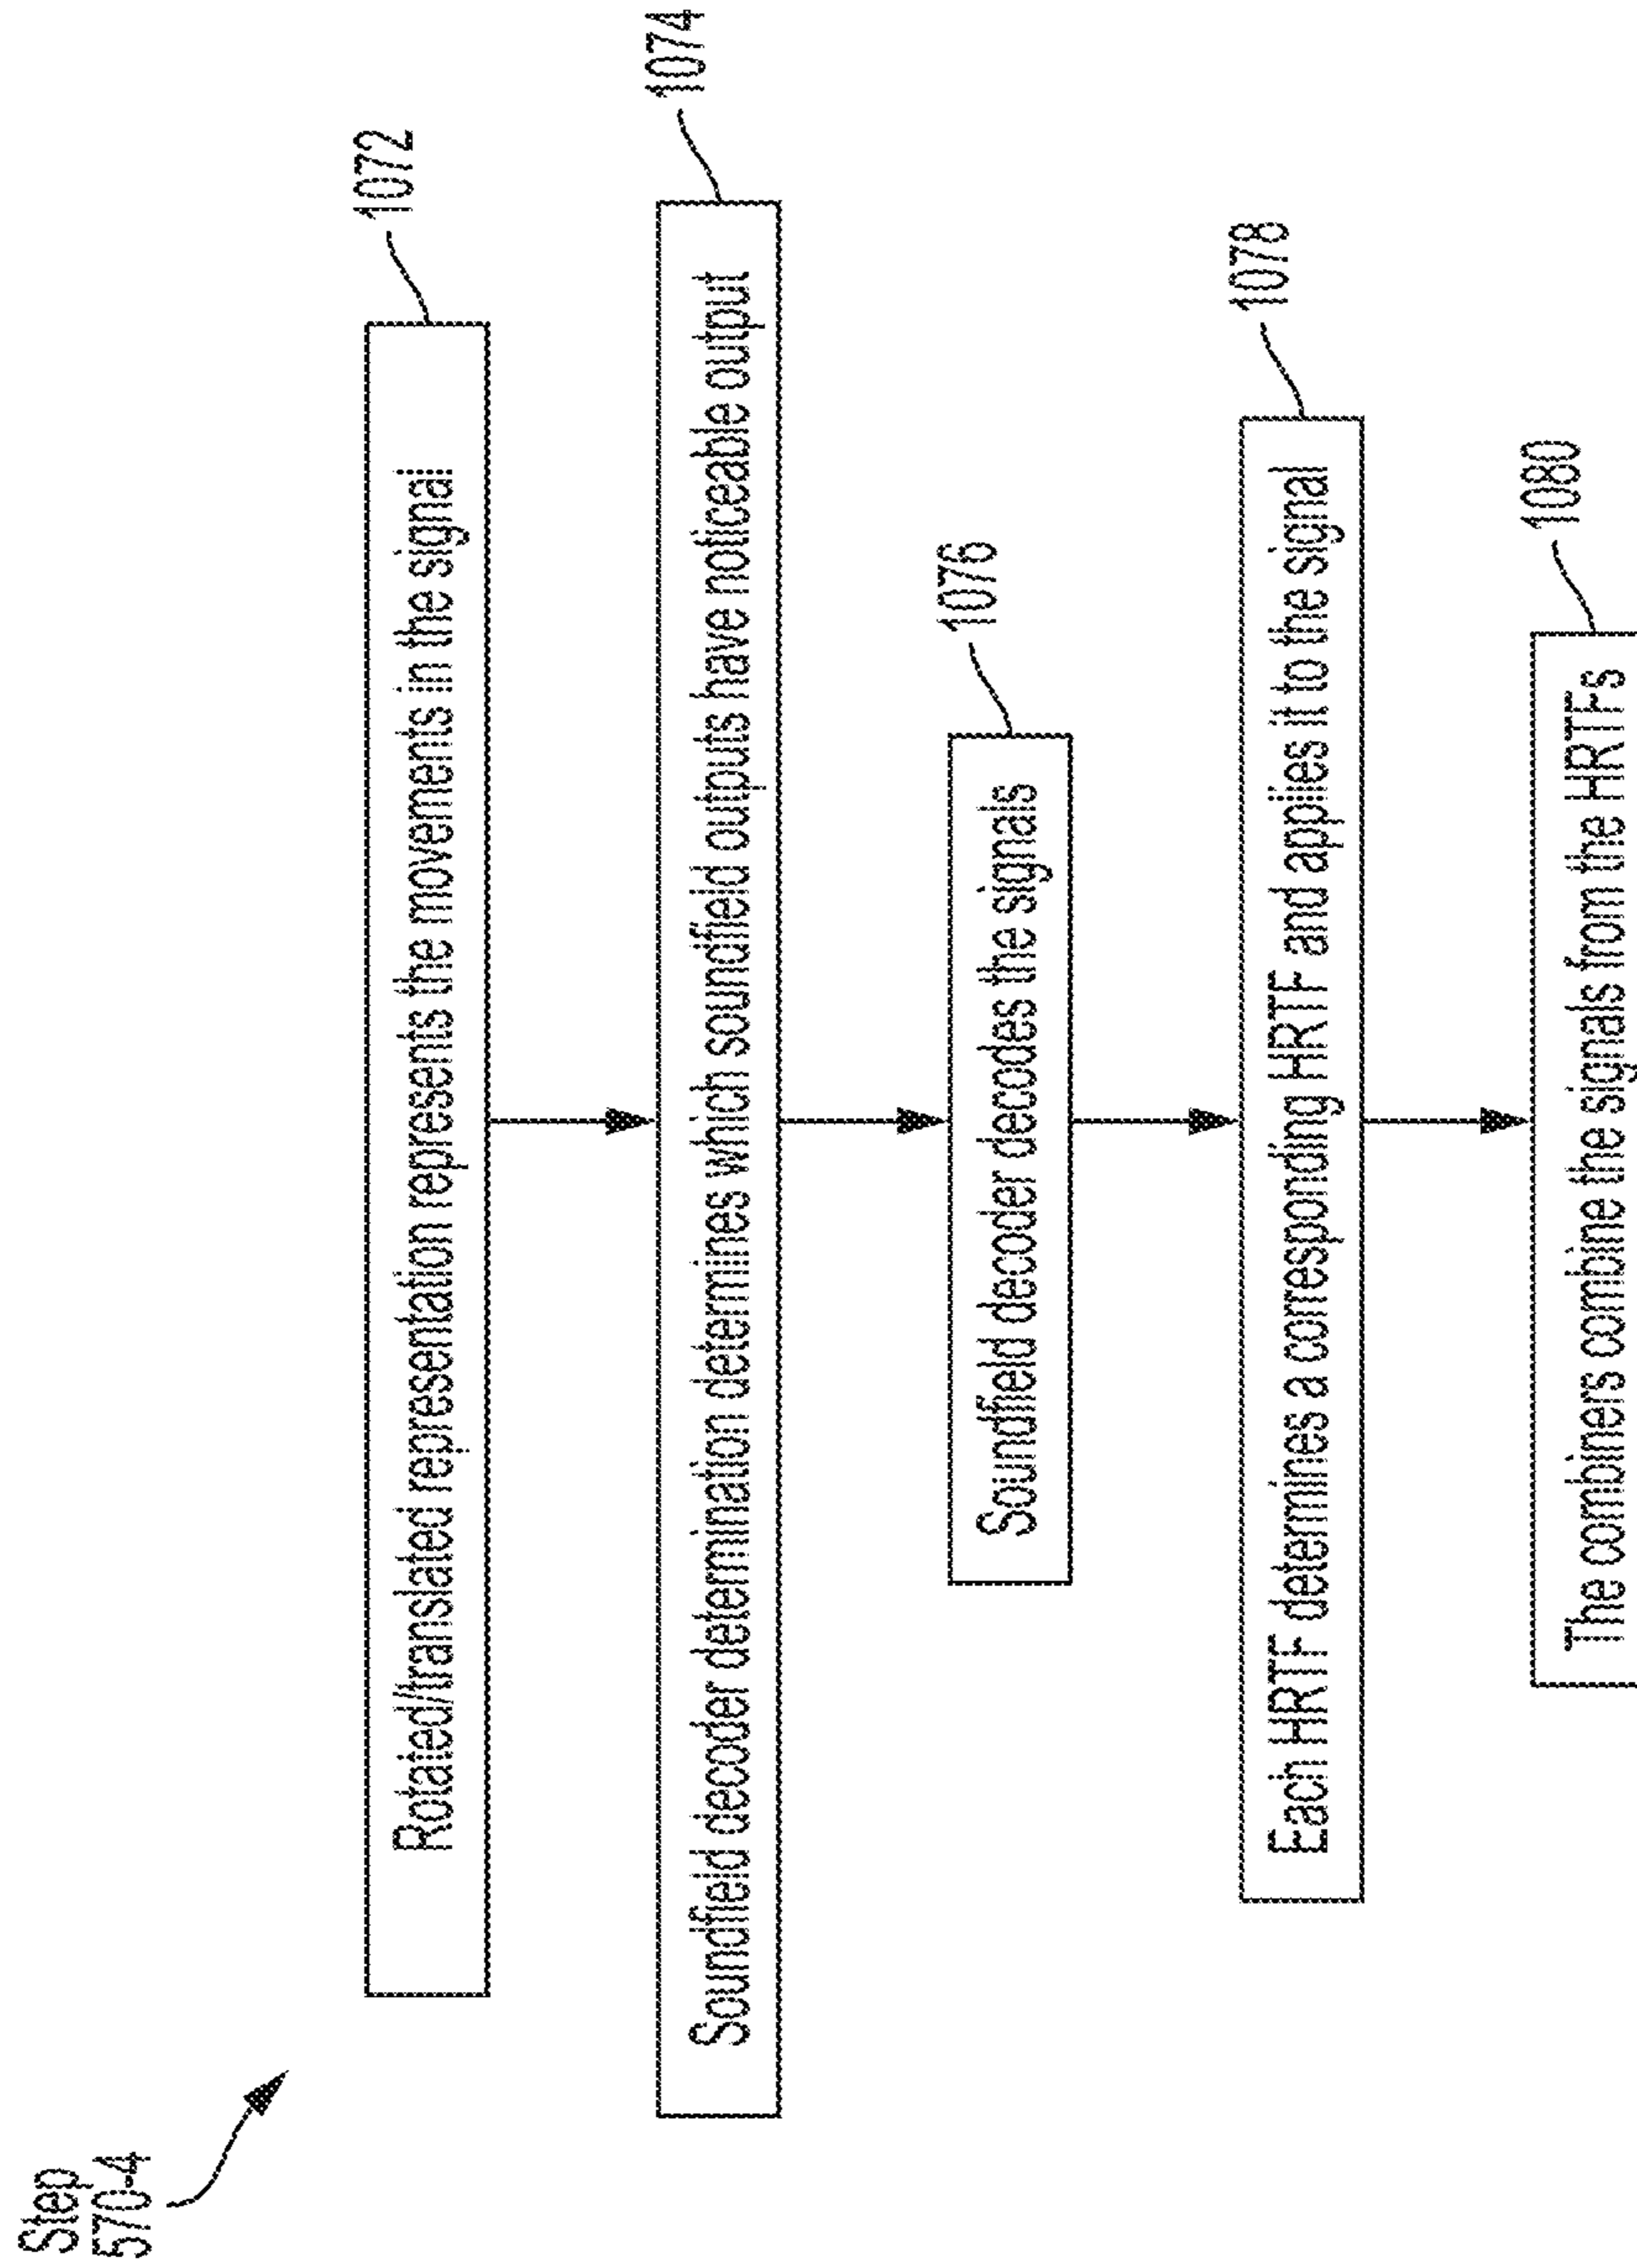 Step
570-4
1072
Rotated/translated representation represents the movements in the signal
1074
Soundfield decoder determination determines which soundfield outputs have noticeable output
1076
Soundfield decoder decodes the signals
1078
Each HRTF determines a corresponding HRTF and applies it to the signal
1080
The combiners combine the signals from the HRTFs